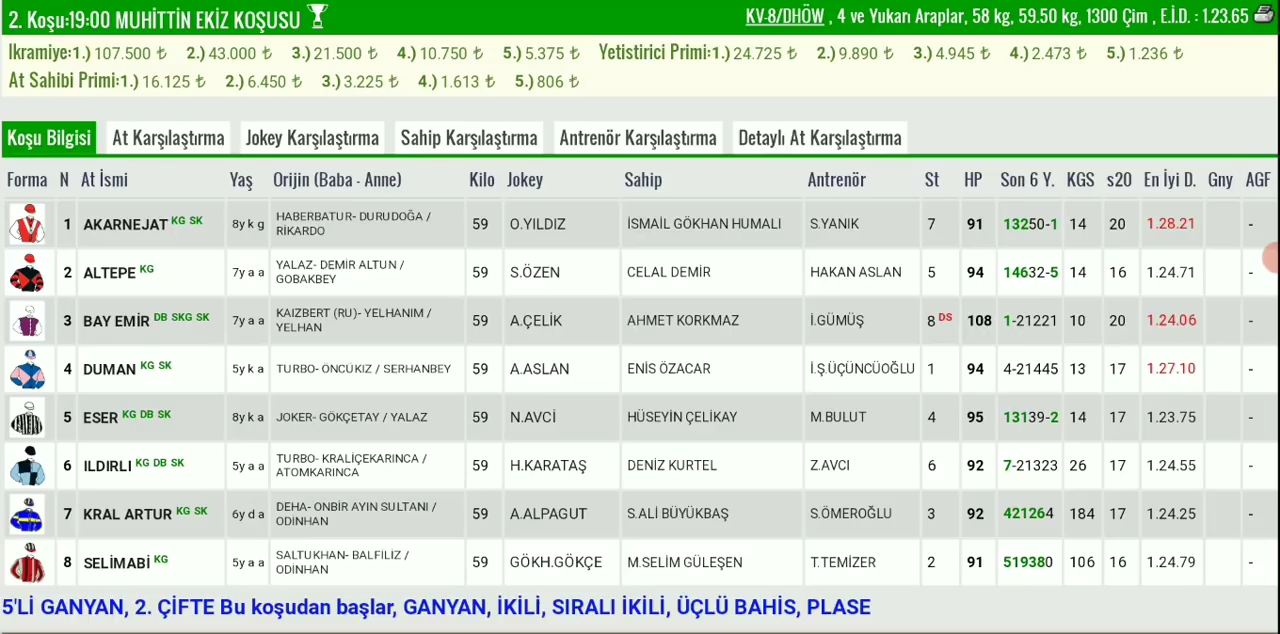 2. Koşu:19:00 MUHİTTİN EKİZ KOŞUSU KV-8/DHÖW , 4 ve Yukarı Araplar, 58 kg, 59.50 kg, 1300 Çim , E.İ.D. : 1.23.65
Ikramiye:1.) 107.500 ₺ 2.) 43.000 ₺ 3.) 21.500 ₺ 4.) 10.750 ₺ 5.) 5.375 ₺ Yetistirici Primi:1.) 24.725 ₺ 2.) 9.890 ₺ 3.) 4.945 ₺ 4.) 2.473 ₺ 5.) 1.236 ₺
At Sahibi Primi:1.) 16.125 ₺ 2.) 6.450 ₺ 3.) 3.225 ₺ 4.) 1.613 ₺ 5.) 806 ₺
Koşu Bilgisi At Karşılaştırma Jokey Karşılaştırma Sahip Karşılaştırma Antrenör Karşılaştırma Detaylı At Karşılaştırma
Forma N At İsmi Yaş Orijin (Baba - Anne) Kilo Jokey Sahip Antrenör St HP Son 6 Y. KGS s20 En İyi D. Gny AGF
1 AKARNEJAT KG SK 8y k g HABERBATUR- DURUDOĞA / RİKARDO 59 O.YILDIZ İSMAİL GÖKHAN HUMALI S.YANIK 7 91 13250-1 14 20 1.28.21 -
2 ALTEPE KG 7y a a YALAZ- DEMİR ALTUN / GOBAKBEY 59 S.ÖZEN CELAL DEMİR HAKAN ASLAN 5 94 14632-5 14 16 1.24.71 -
3 BAY EMİR DB SKG SK 7y a a KAIZBERT (RU)- YELHANIM / YELHAN 59 A.ÇELİK AHMET KORKMAZ İ.GÜMÜŞ 8 DS 108 1-21221 10 20 1.24.06 -
4 DUMAN KG SK 5y k a TURBO- ÖNCÜKIZ / SERHANBEY 59 A.ASLAN ENİS ÖZACAR İ.Ş.ÜÇÜNCÜOĞLU 1 94 4-21445 13 17 1.27.10 -
5 ESER KG DB SK 8y k a JOKER- GÖKÇETAY / YALAZ 59 N.AVCİ HÜSEYİN ÇELİKAY M.BULUT 4 95 13139-2 14 17 1.23.75 -
6 ILDIRLI KG DB SK 5y a a TURBO- KRALİÇEKARINCA / ATOMKARINCA 59 H.KARATAŞ DENİZ KURTEL Z.AVCI 6 92 7-21323 26 17 1.24.55 -
7 KRAL ARTUR KG SK 6y d a DEHA- ONBİR AYIN SULTANI / ODİNHAN 59 A.ALPAGUT S.ALİ BÜYÜKBAŞ S.ÖMEROĞLU 3 92 421264 184 17 1.24.25 -
8 SELİMABİ KG 5y a a SALTUKHAN- BALFILIZ / ODİNHAN 59 GÖKH.GÖKÇE M.SELİM GÜLEŞEN T.TEMİZER 2 91 519380 106 16 1.24.79 -
5'Lİ GANYAN, 2. ÇİFTE Bu koşudan başlar, GANYAN, İKİLİ, SIRALI İKİLİ, ÜÇLÜ BAHİS, PLASE